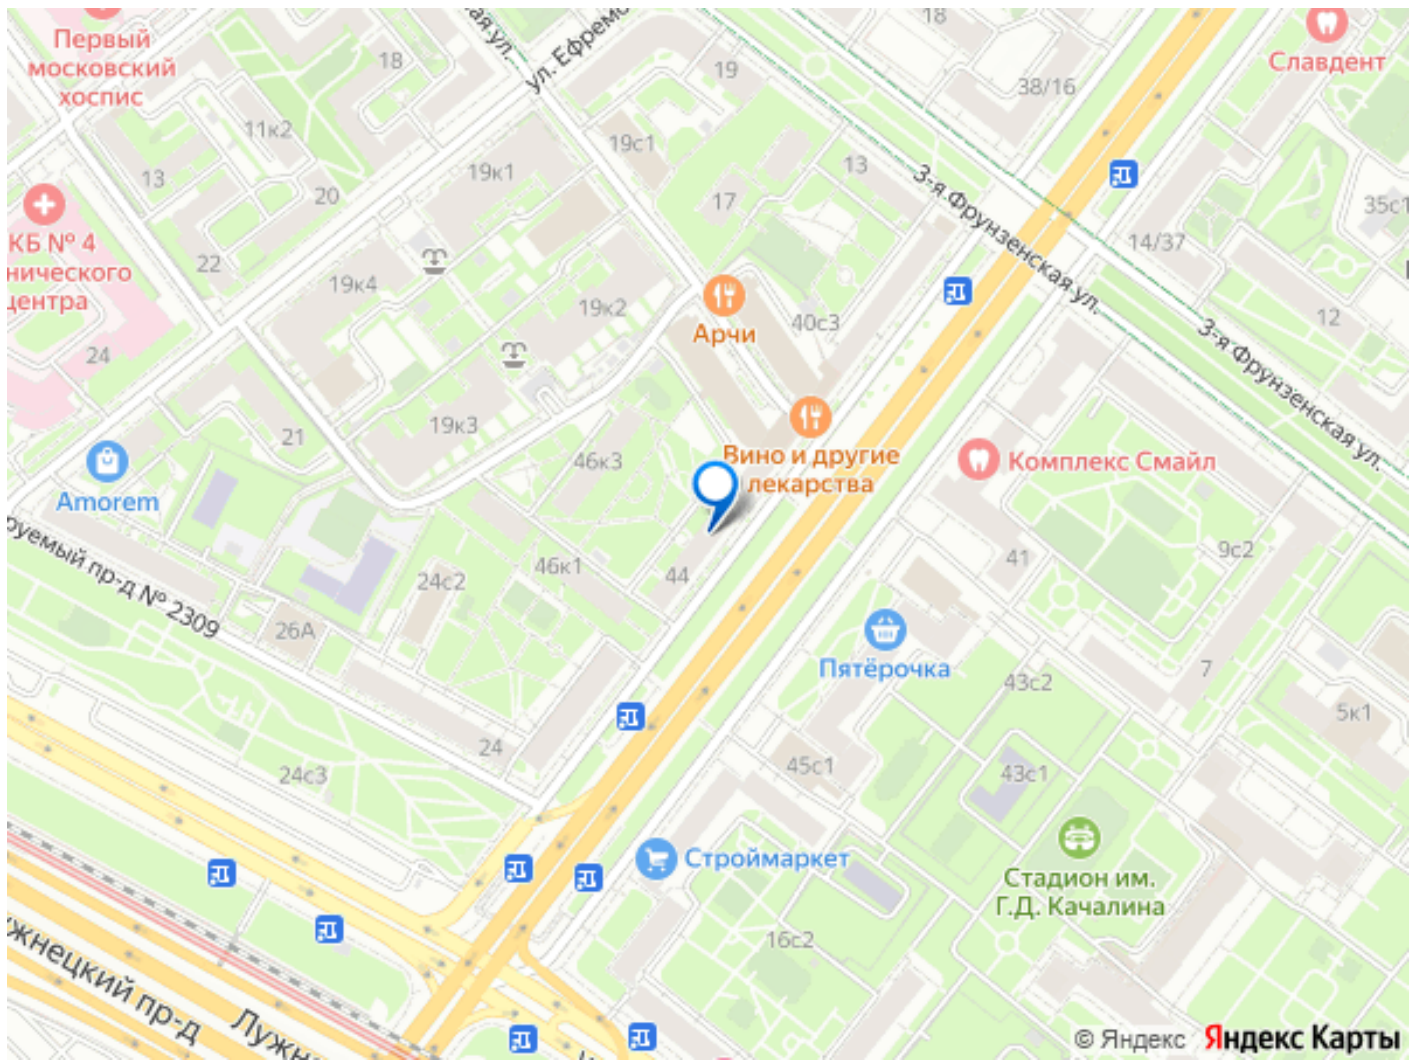 Первый
московский
хоспис
18
11к2
13
20
22
КБ № 4
нического
центра
24
ул.
ул. Ефремо
19
18
38/16
Славдент
19с1
19к1
13
17
3-я Фрунзенская ул.
35с1
14/37
19к4
19к2
Арчи
40с3
12
3-я Фрунзенская ул.
19к3
21
46к3
Вино и другие
лекарства
Комплекс Смайл
Amorem
руемый пр-д № 2309
24с2
46к1
44
41
9с2
26А
Пятёрочка
43с2
7
5к1
24
24с3
45с1
43с1
Строймаркет
Стадион им.
Г.Д. Качалина
16с2
жнецкий пр-д
Лужн
© Яндекс Яндекс Карты